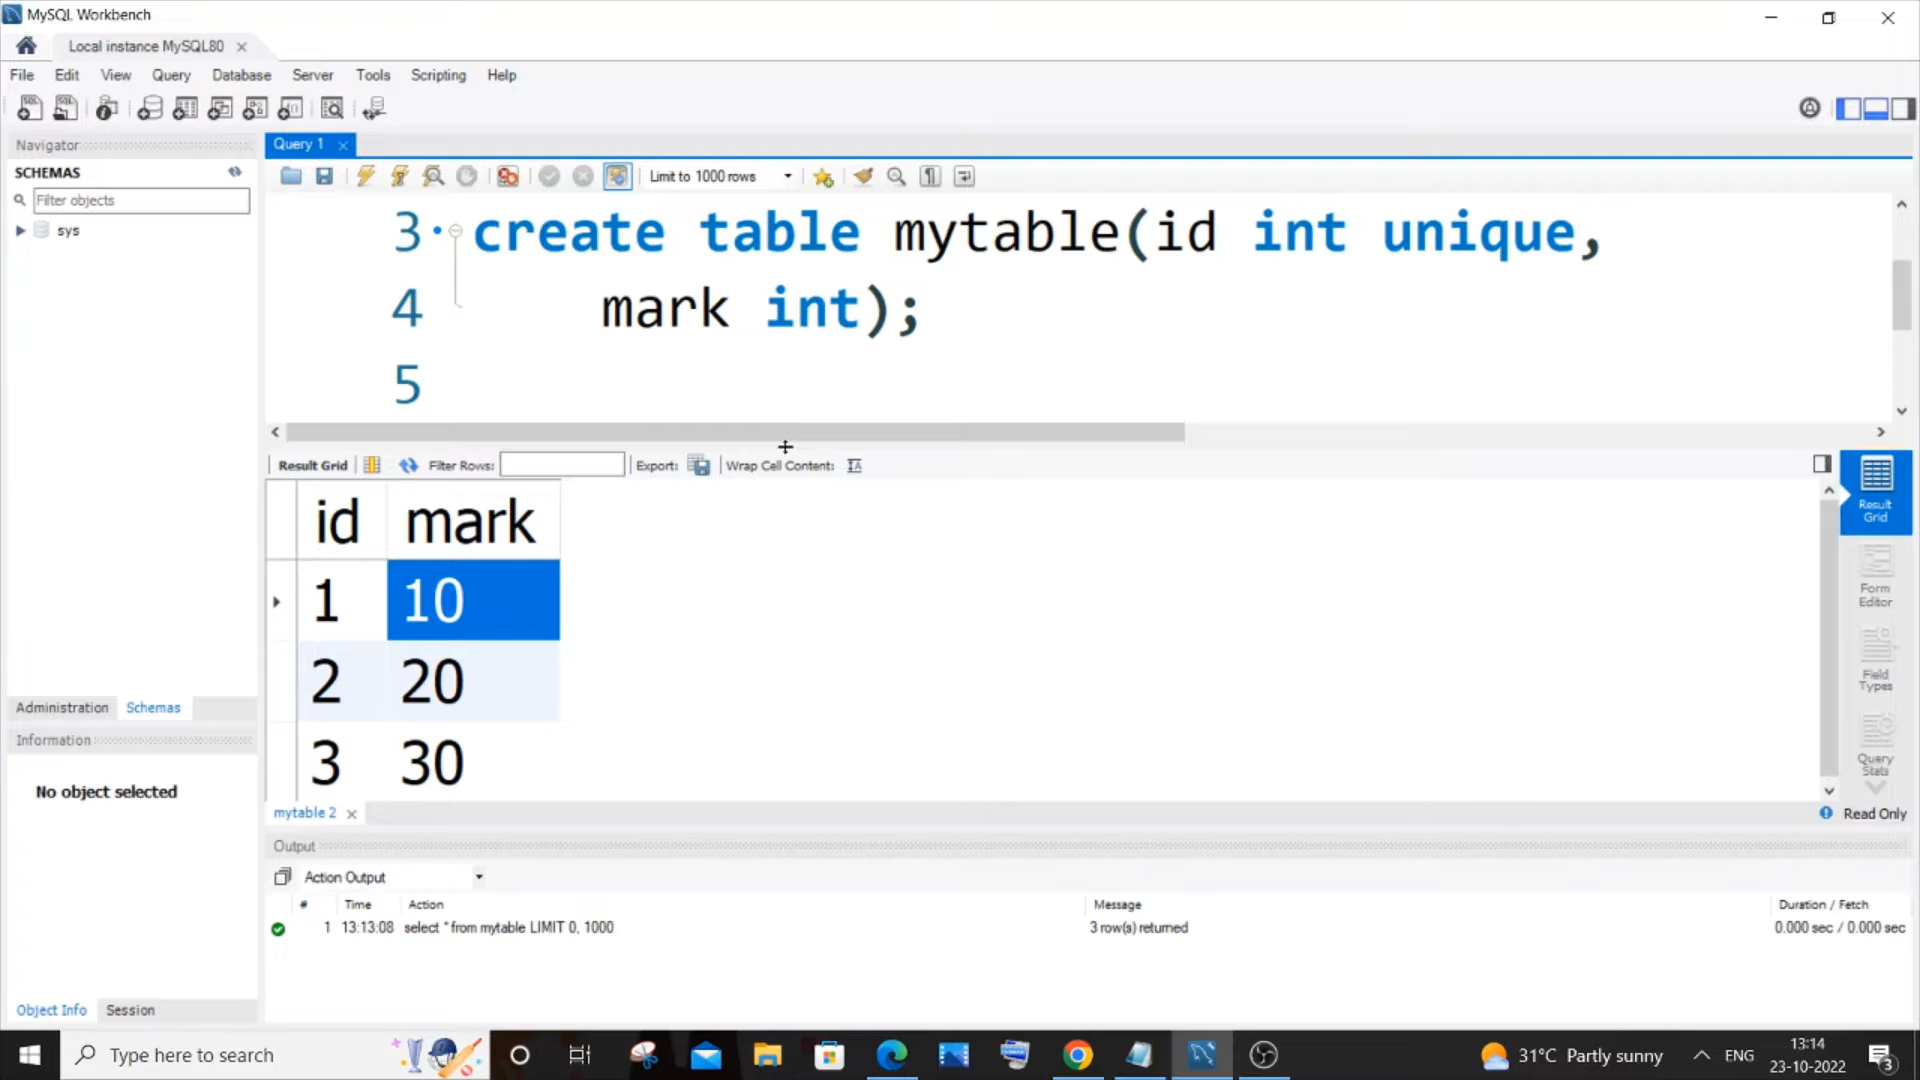 MySQL Workbench
Local instance MySQL80
File Edit View Query Database Server Tools Scripting Help
Navigator
SCHEMAS
Filter objects
sys
Administration Schemas
Information
No object selected
Object Info Session
Query 1
Limit to 1000 rows
3 create table mytable(id int unique,
4 mark int);
5
Result Grid Filter Rows: Export: Wrap Cell Content:
id mark
1 10
2 20
3 30
Result
Grid
Form
Editor
Field
Types
Query
Stats
mytable 2
Read Only
Output
Action Output
# Time Action Message Duration / Fetch
1 13:13:08 select * from mytable LIMIT 0, 1000 3 row(s) returned 0.000 sec / 0.000 sec
Type here to search
31°C Partly sunny
ENG
13:14
23-10-2022
3